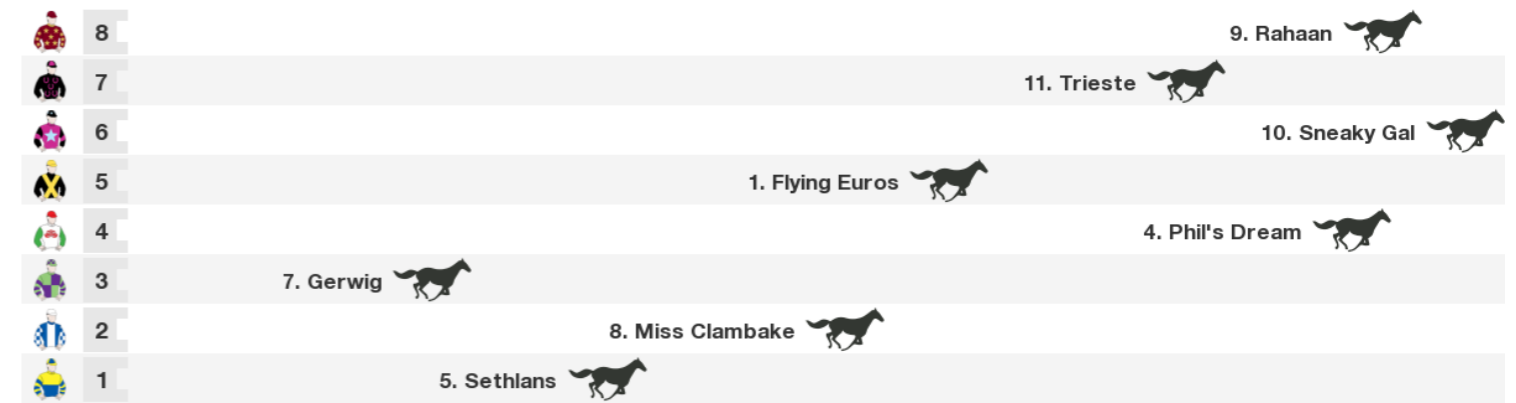 8 9. Rahaan
7 11. Trieste
6 10. Sneaky Gal
5 1. Flying Euros
4 4. Phil's Dream
3 7. Gerwig
2 8. Miss Clambake
1 5. Sethlans